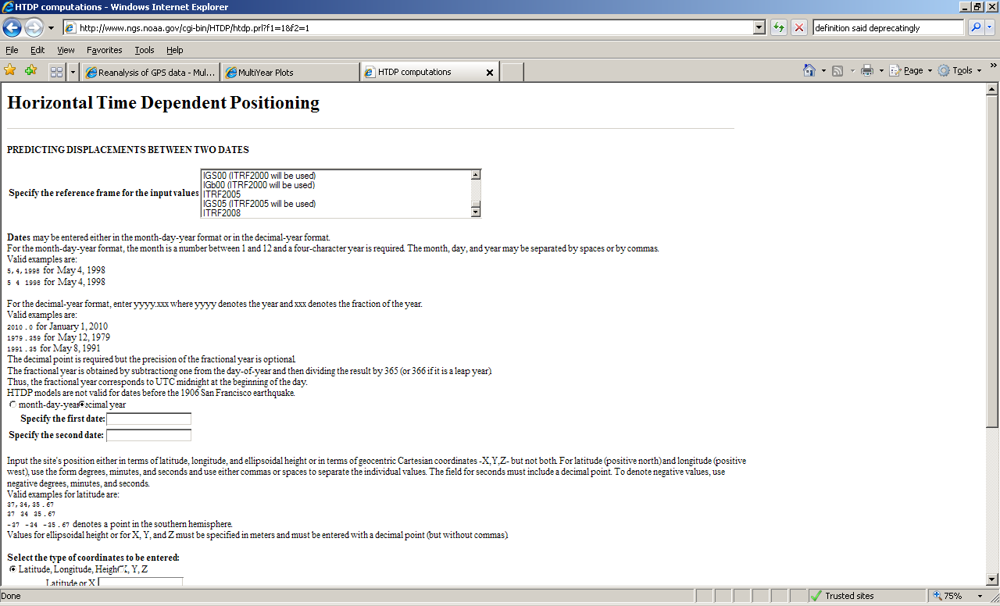 HTDP computations - Windows Internet Explorer
http://www.ngs.noaa.gov/cgi-bin/HTDP/htdp.prl?f1=1&f2=1
definition said deprecatingly
File Edit View Favorites Tools Help
Reanalysis of GPS data - Mul... MultiYear Plots HTDP computations Page Tools »
Horizontal Time Dependent Positioning
PREDICTING DISPLACEMENTS BETWEEN TWO DATES
IGS00 (ITRF2000 will be used)
IGb00 (ITRF2000 will be used)
Specify the reference frame for the input values ITRF2005
IGS05 (ITRF2005 will be used)
ITRF2008
Dates may be entered either in the month-day-year format or in the decimal-year format.
For the month-day-year format, the month is a number between 1 and 12 and a four-character year is required. The month, day, and year may be separated by spaces or by commas.
Valid examples are:
5,4,1998 for May 4, 1998
5 4 1998 for May 4, 1998
For the decimal-year format, enter yyyy.xxx where yyyy denotes the year and xxx denotes the fraction of the year.
Valid examples are:
2010.0 for January 1, 2010
1979.359 for May 12, 1979
1991.35 for May 8, 1991
The decimal point is required but the precision of the fractional year is optional.
The fractional year is obtained by subtractiong one from the day-of-year and then dividing the result by 365 (or 366 if it is a leap year).
Thus, the fractional year corresponds to UTC midnight at the beginning of the day.
HTDP models are not valid for dates before the 1906 San Francisco earthquake.
month-day-year decimal year
Specify the first date:
Specify the second date:
Input the site's position either in terms of latitude, longitude, and ellipsoidal height or in terms of geocentric Cartesian coordinates -X,Y,Z- but not both. For latitude (positive north) and longitude (positive
west), use the form degrees, minutes, and seconds and use either commas or spaces to separate the individual values. The field for seconds must include a decimal point. To denote negative values, use
negative degrees, minutes, and seconds.
Valid examples for latitude are:
37,34,35.67
37 34 35.67
-37 -34 -35.67 denotes a point in the southern hemisphere.
Values for ellipsoidal height or for X, Y, and Z must be specified in meters and must be entered with a decimal point (but without commas).
Select the type of coordinates to be entered:
Latitude, Longitude, Height X, Y, Z
Latitude or X
Done Trusted sites 75%